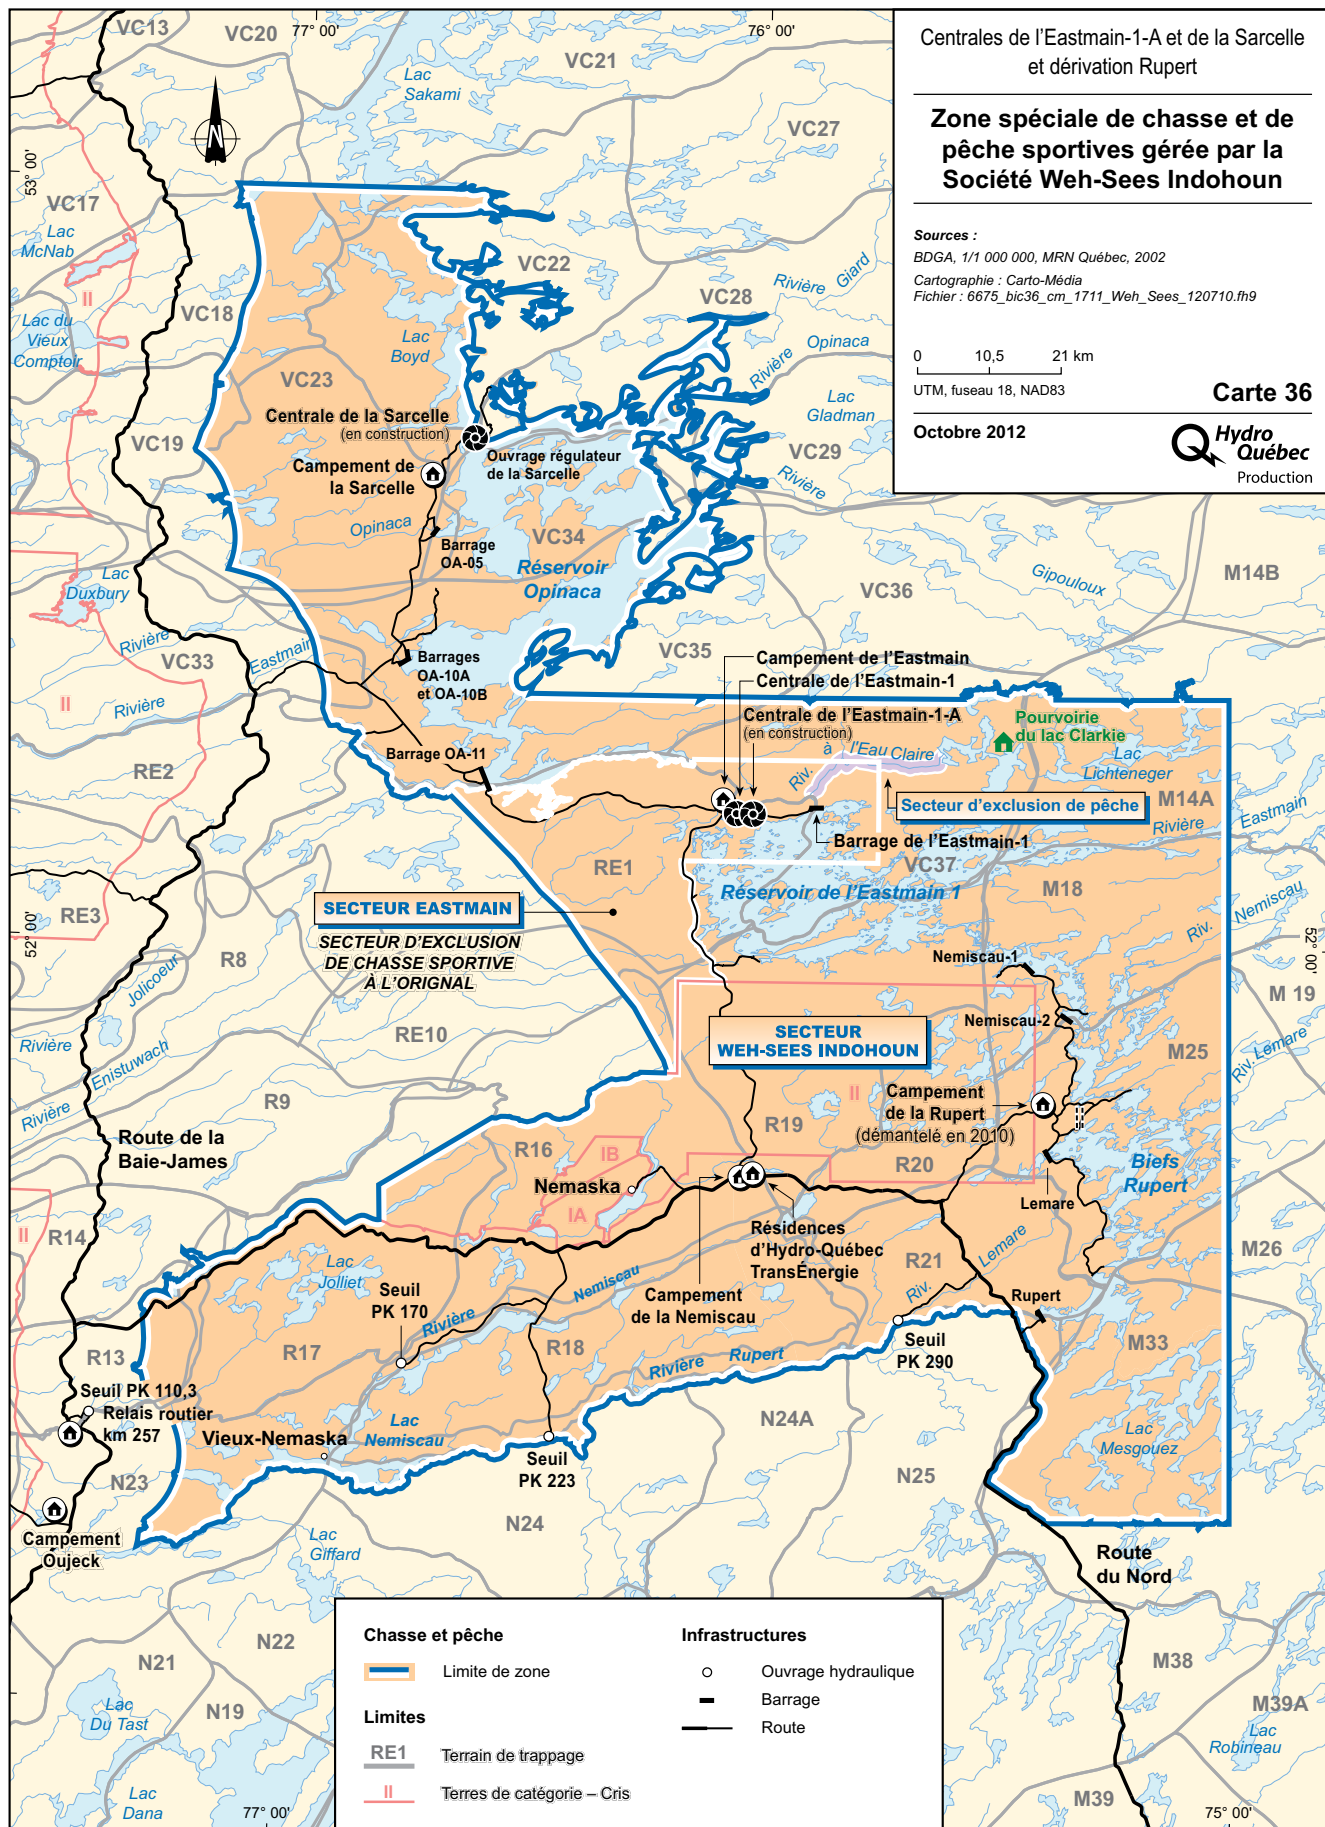 Centrales de l'Eastmain-1-A et de la Sarcelle
et dérivation Rupert
Zone spéciale de chasse et de
pêche sportives gérée par la
Société Weh-Sees Indohoun
Sources :
BDGA, 1/1 000 000, MRN Québec, 2002
Cartographie : Carto-Média
Fichier : 6675_bic36_cm_1711_Weh_Sees_120710.fh9
0 10,5 21 km
UTM, fuseau 18, NAD83
Carte 36
Octobre 2012
Hydro
Québec
Production
77° 00'
76° 00'
53° 00'
VC13
VC20
VC21
Lac
Sakami
VC27
N
VC17
Lac
McNab
II
VC22
Rivière Giard
VC28
VC18
Lac du
Vieux
Comptoir
Lac
Boyd
Rivière Opinaca
VC23
Lac
Gladman
Centrale de la Sarcelle
(en construction)
VC19
VC29
Ouvrage régulateur
de la Sarcelle
Campement de
la Sarcelle
Rivière
Opinaca
VC34
Barrage
OA-05
Réservoir
Opinaca
Lac
Duxbury
Gipouloux
M14B
VC36
Rivière Eastmain
VC33
VC35
Barrages
OA-10A
et OA-10B
Campement de l'Eastmain
Centrale de l'Eastmain-1
II
Rivière
Centrale de l'Eastmain-1-A
(en construction)
Pourvoirie
du lac Clarkie
Barrage OA-11
Riv. à l'Eau Claire
Lac
Lichteneger
RE2
Secteur d'exclusion de pêche
M14A
Rivière Eastmain
Barrage de l'Eastmain-1
RE1
VC37
Réservoir de l'Eastmain 1
M18
RE3
SECTEUR EASTMAIN
SECTEUR D'EXCLUSION
DE CHASSE SPORTIVE
À L'ORIGNAL
Riv. Nemiscau
52° 00'
52° 00'
R8
Jolicoeur
Nemiscau-1
M 19
Rivière
RE10
Nemiscau-2
SECTEUR
WEH-SEES INDOHOUN
M25
Riv. Lemare
Rivière Enistuwach
R9
II
Campement
de la Rupert
(démantelé en 2010)
Route de la
Baie-James
R16
R19
IB
R20
Biefs
Rupert
Nemaska
IA
Lemare
II
R14
Résidences
d'Hydro-Québec
TransÉnergie
Lemare
M26
R21
Lac
Jolliet
Nemiscau
Riv.
Seuil
PK 170
Campement
de la Nemiscau
Rupert
Rivière
R13
R17
R18
Seuil
PK 290
M33
Rivière Rupert
Seuil PK 110,3
Relais routier
km 257
N24A
Lac
Nemiscau
Vieux-Nemaska
Lac
Mesgouez
Seuil
PK 223
N23
N25
Campement
Oujeck
N24
Lac
Giffard
Route
du Nord
N22
N21
M38
Lac
Du Tast
N19
M39A
Lac
Robineau
Lac
Dana
M39
77° 00'
75° 00'
Chasse et pêche
Limite de zone
Limites
RE1 Terrain de trappage
II Terres de catégorie – Cris
Infrastructures
Ouvrage hydraulique
Barrage
Route